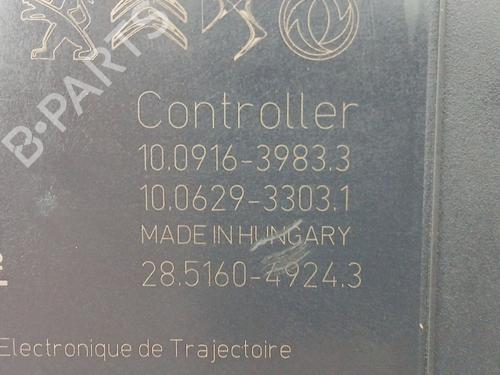 Controller
10.0916-3983.3
10.0629-3303.1
MADE IN HUNGARY
28.5160-4924.3
Electronique de Trajectoire
B-PARTS